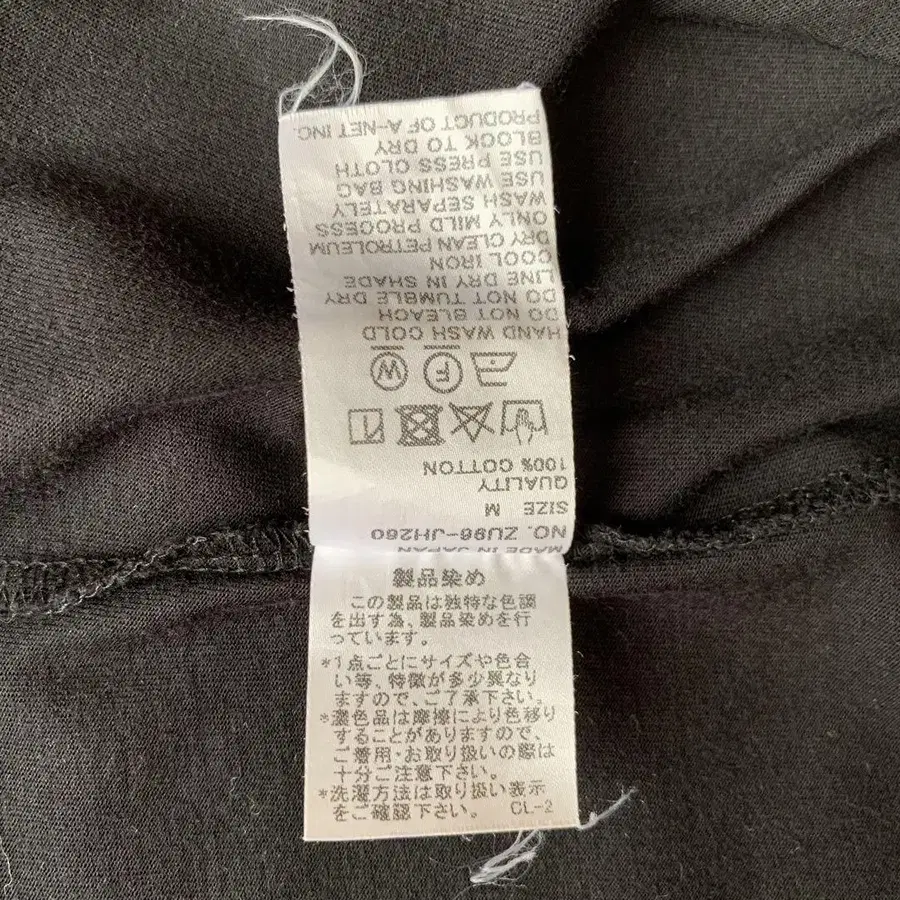 MADE IN JAPAN
NO. ZU96-JH260
SIZE M
QUALITY
100% COTTON
F
W
HAND WASH COLD
DO NOT BLEACH
DO NOT TUMBLE DRY
LINE DRY IN SHADE
COOL IRON
DRY CLEAN PETROLEUM
ONLY MILD PROCESS
WASH SEPARATELY
USE WASHING BAG
USE PRESS CLOTH
BLOCK TO DRY
PRODUCT OF A-NET INC.
製品染め
この製品は独特な色調
を出す為、製品染めを行
っています。
*1点ごとにサイズや色合
い等、特徴が多少異なり
ますので、ご了承下さい。
*濃色品は摩擦により色移り
することがありますので、
ご着用・お取り扱いの際は
十分ご注意下さい。
*洗濯方法は取り扱い表示
をご確認下さい。 CL-2